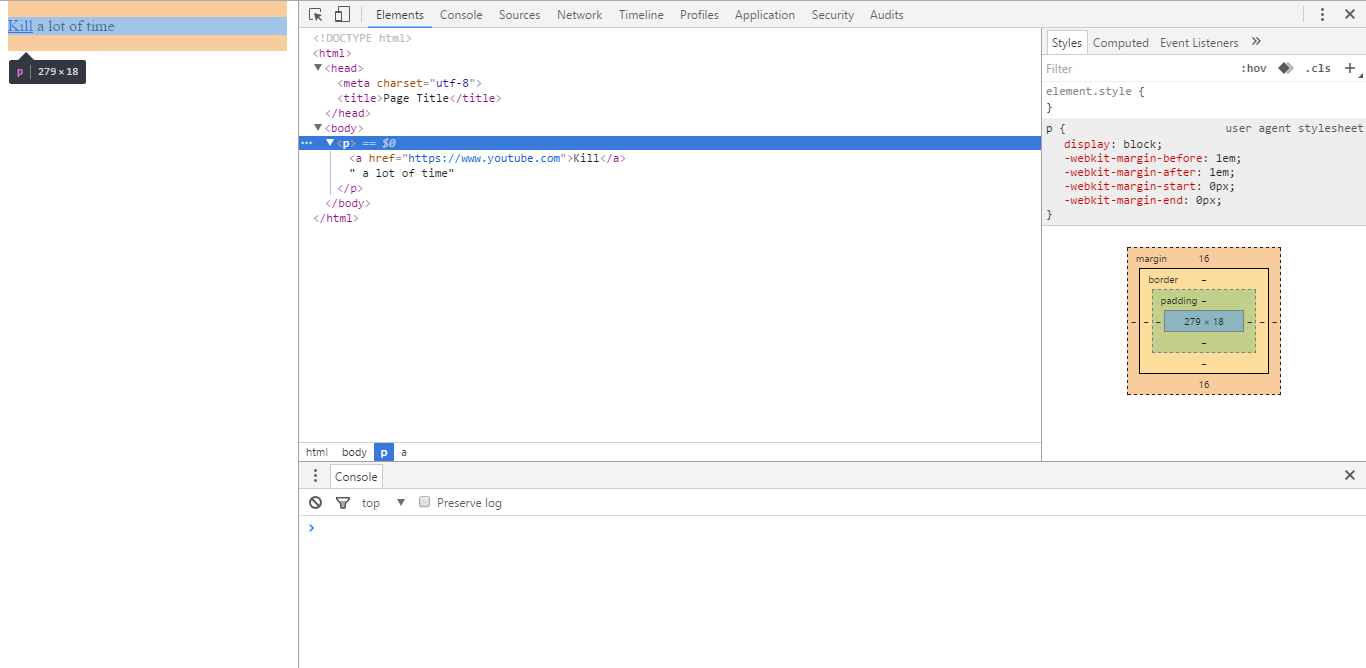 Kill a lot of time
p 279 × 18
Elements Console Sources Network Timeline Profiles Application Security Audits
<!DOCTYPE html>
<html>
▼<head>
<meta charset="utf-8">
<title>Page Title</title>
</head>
▼<body>
··· ▼<p> == $0
<a href="https://www.youtube.com">Kill</a>
" a lot of time"
</p>
</body>
</html>
html body p a
Styles Computed Event Listeners »
Filter :hov .cls +
element.style {
}
p { user agent stylesheet
display: block;
-webkit-margin-before: 1em;
-webkit-margin-after: 1em;
-webkit-margin-start: 0px;
-webkit-margin-end: 0px;
}
margin 16
border –
padding –
– – – 279 × 18 – – –
–
–
16
Console
top ▼ Preserve log
>